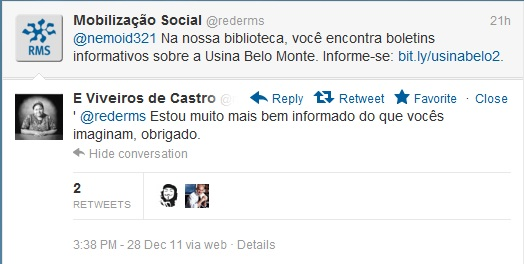 Mobilização Social @rederms 21h
@nemoid321 Na nossa biblioteca, você encontra boletins
informativos sobre a Usina Belo Monte. Informe-se: bit.ly/usinabelo2.
RMS
E Viveiros de Castro Reply Retweet Favorite · Close
' @rederms Estou muito mais bem informado do que vocês
imaginam, obrigado.
Hide conversation
2
RETWEETS
3:38 PM - 28 Dec 11 via web · Details